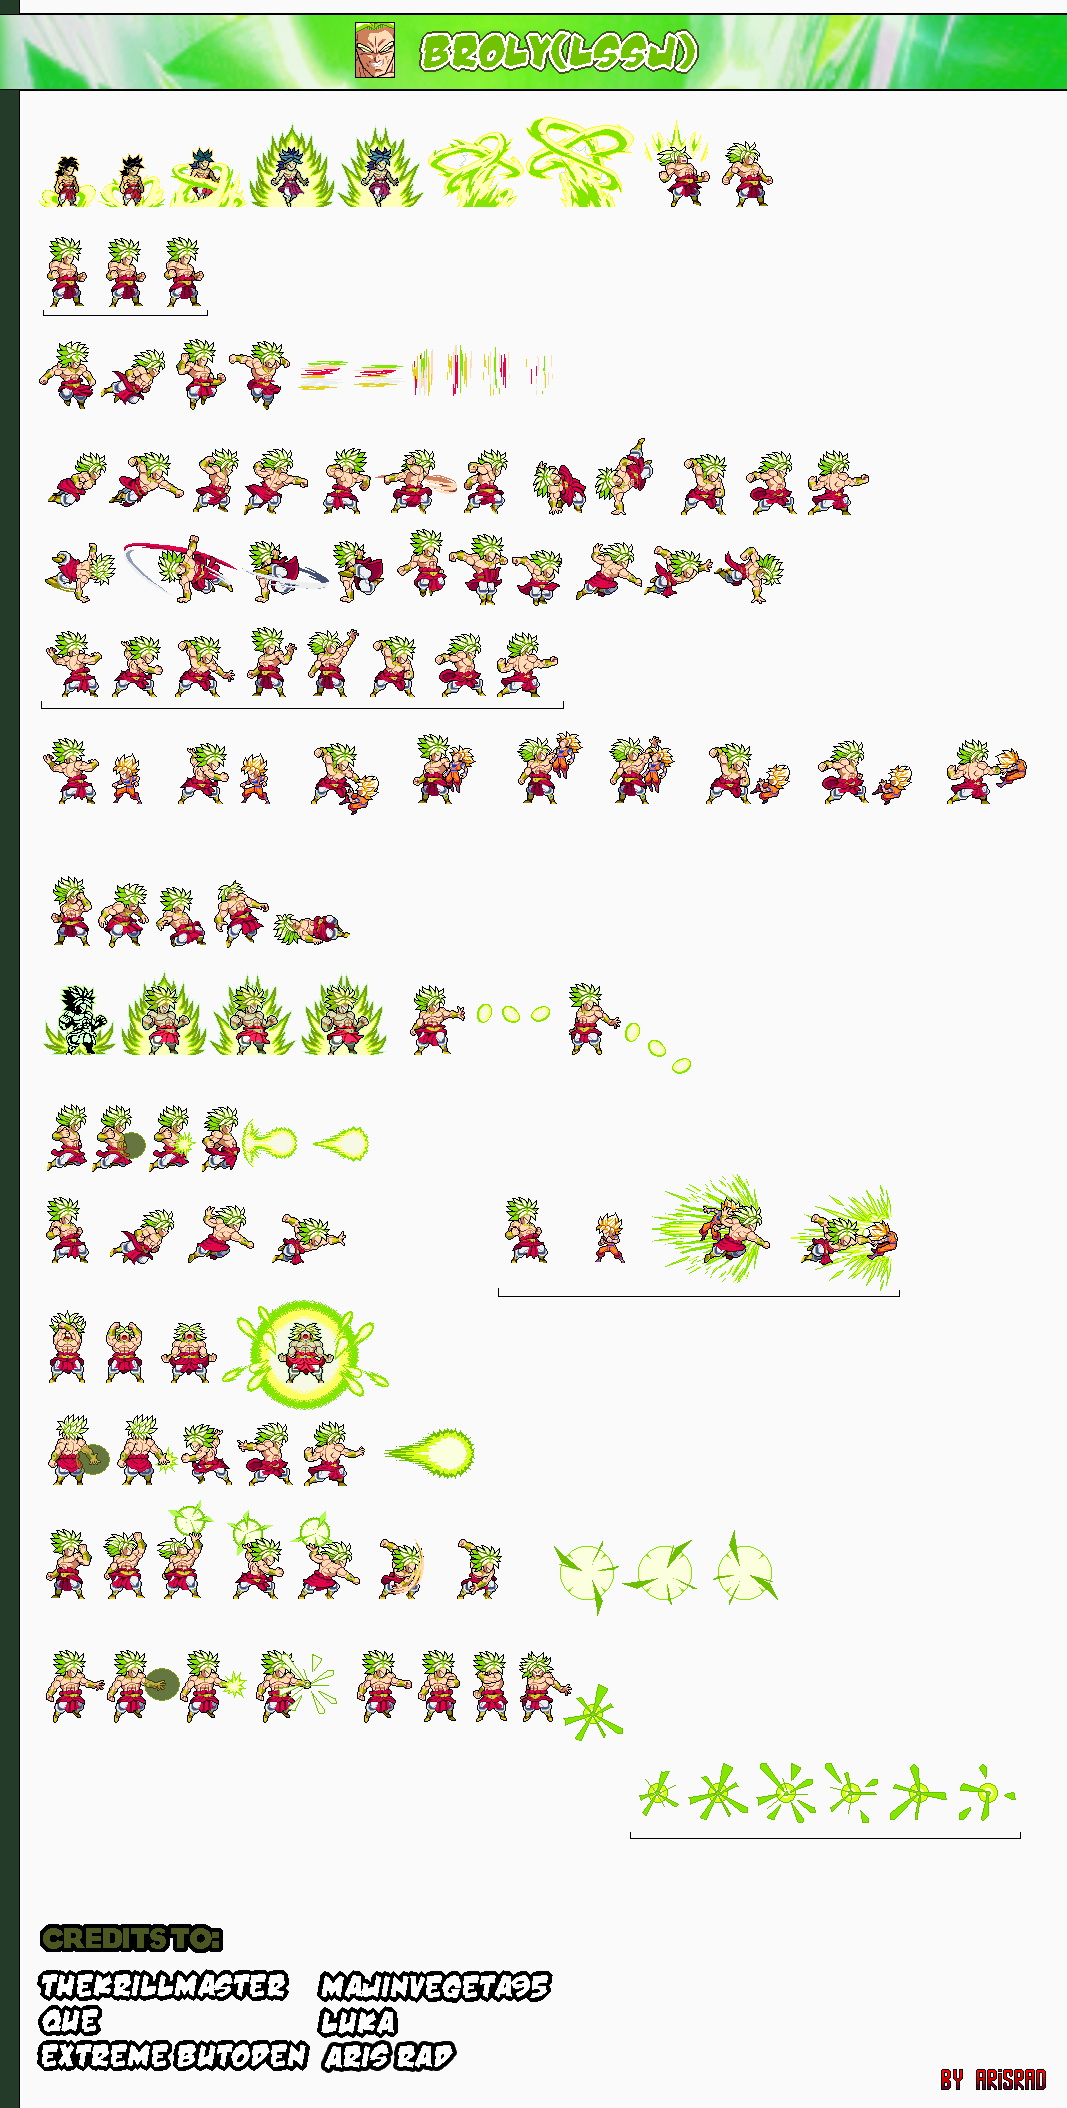 BROLY(LSSJ)
CREDITS TO:
THEKRILLMASTER
MAJINVEGETA95
QUE
LUKA
EXTREME BUTODEN
ARIS RAD
BY ARiSRAD